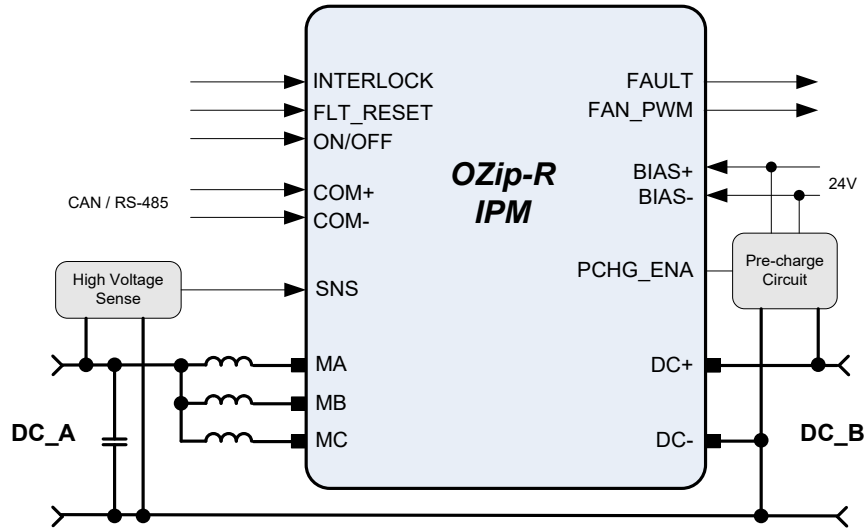 INTERLOCK
FLT_RESET
ON/OFF
CAN / RS-485
COM+
COM-
High Voltage
Sense
SNS
MA
MB
MC
DC_A
OZip-R
IPM
FAULT
FAN_PWM
BIAS+
BIAS-
24V
PCHG_ENA
Pre-charge
Circuit
DC+
DC-
DC_B